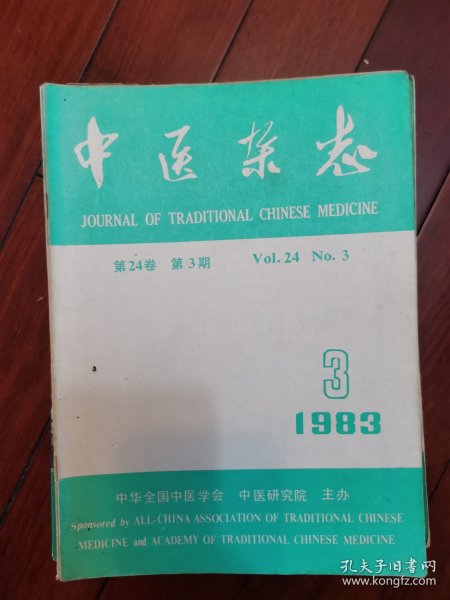 中医杂志
JOURNAL OF TRADITIONAL CHINESE MEDICINE
第24卷 第3期 Vol.24 No.3
3
1983
中华全国中医学会 中医研究院 主办
Sponsored by ALL-CHINA ASSOCIATION OF TRADITIONAL CHINESE
MEDICINE and ACADEMY OF TRADITIONAL CHINESE MEDICINE
孔夫子旧书网
www.kongfz.com